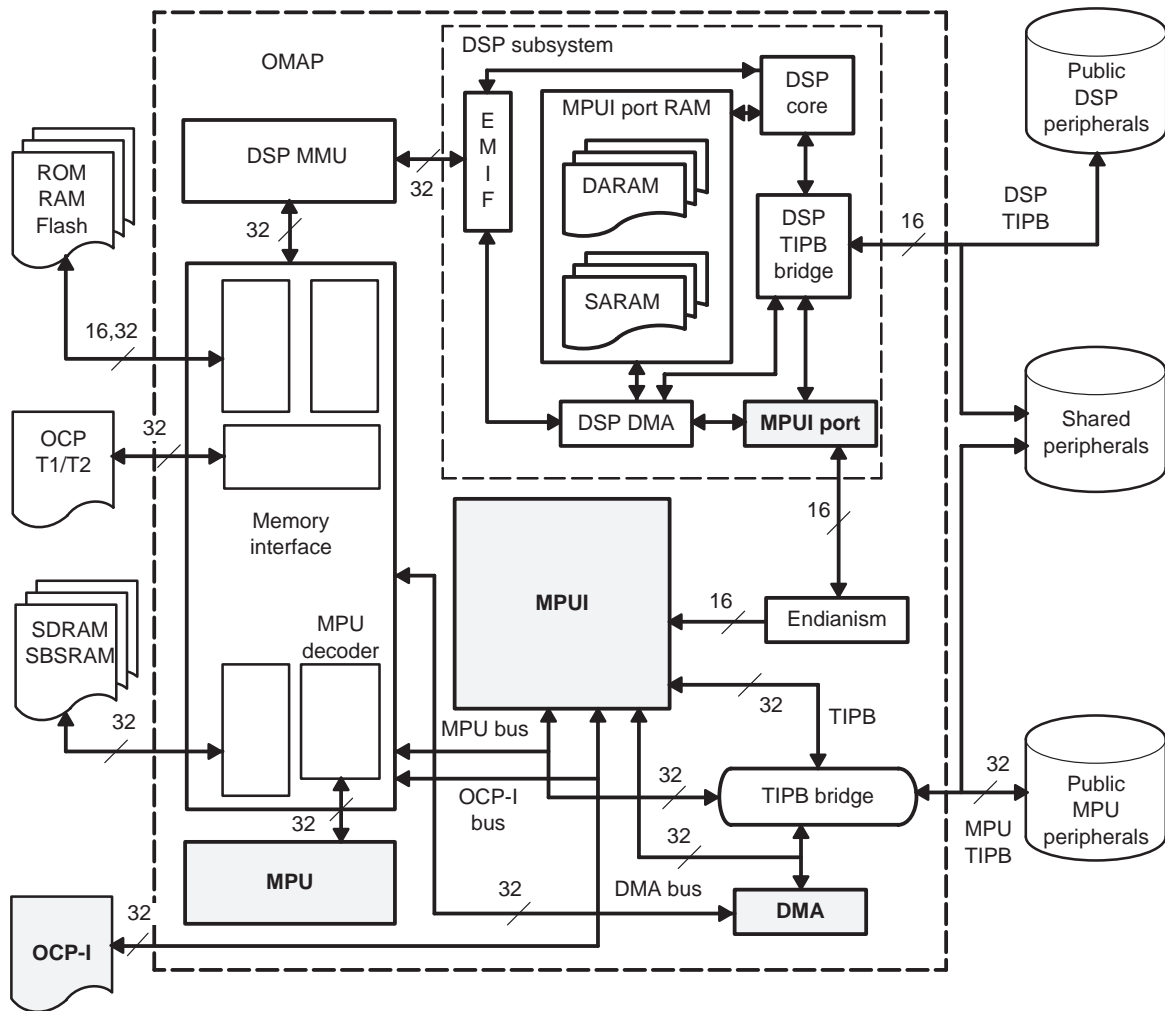 OMAP
DSP subsystem
Public
DSP
peripherals
DSP
core
MPUI port RAM
E
M
I
F
DSP MMU
32
ROM
RAM
Flash
DARAM
DSP
TIPB
bridge
DSP
TIPB
16
32
SARAM
16,32
DSP DMA
MPUI port
Shared
peripherals
OCP
T1/T2
32
16
Memory
interface
MPUI
16
Endianism
SDRAM
SBSRAM
MPU
decoder
32
TIPB
32
MPU bus
32
TIPB bridge
32
Public
MPU
peripherals
MPU
TIPB
OCP-I
bus
32
32
MPU
DMA bus
32
DMA
32
OCP-I